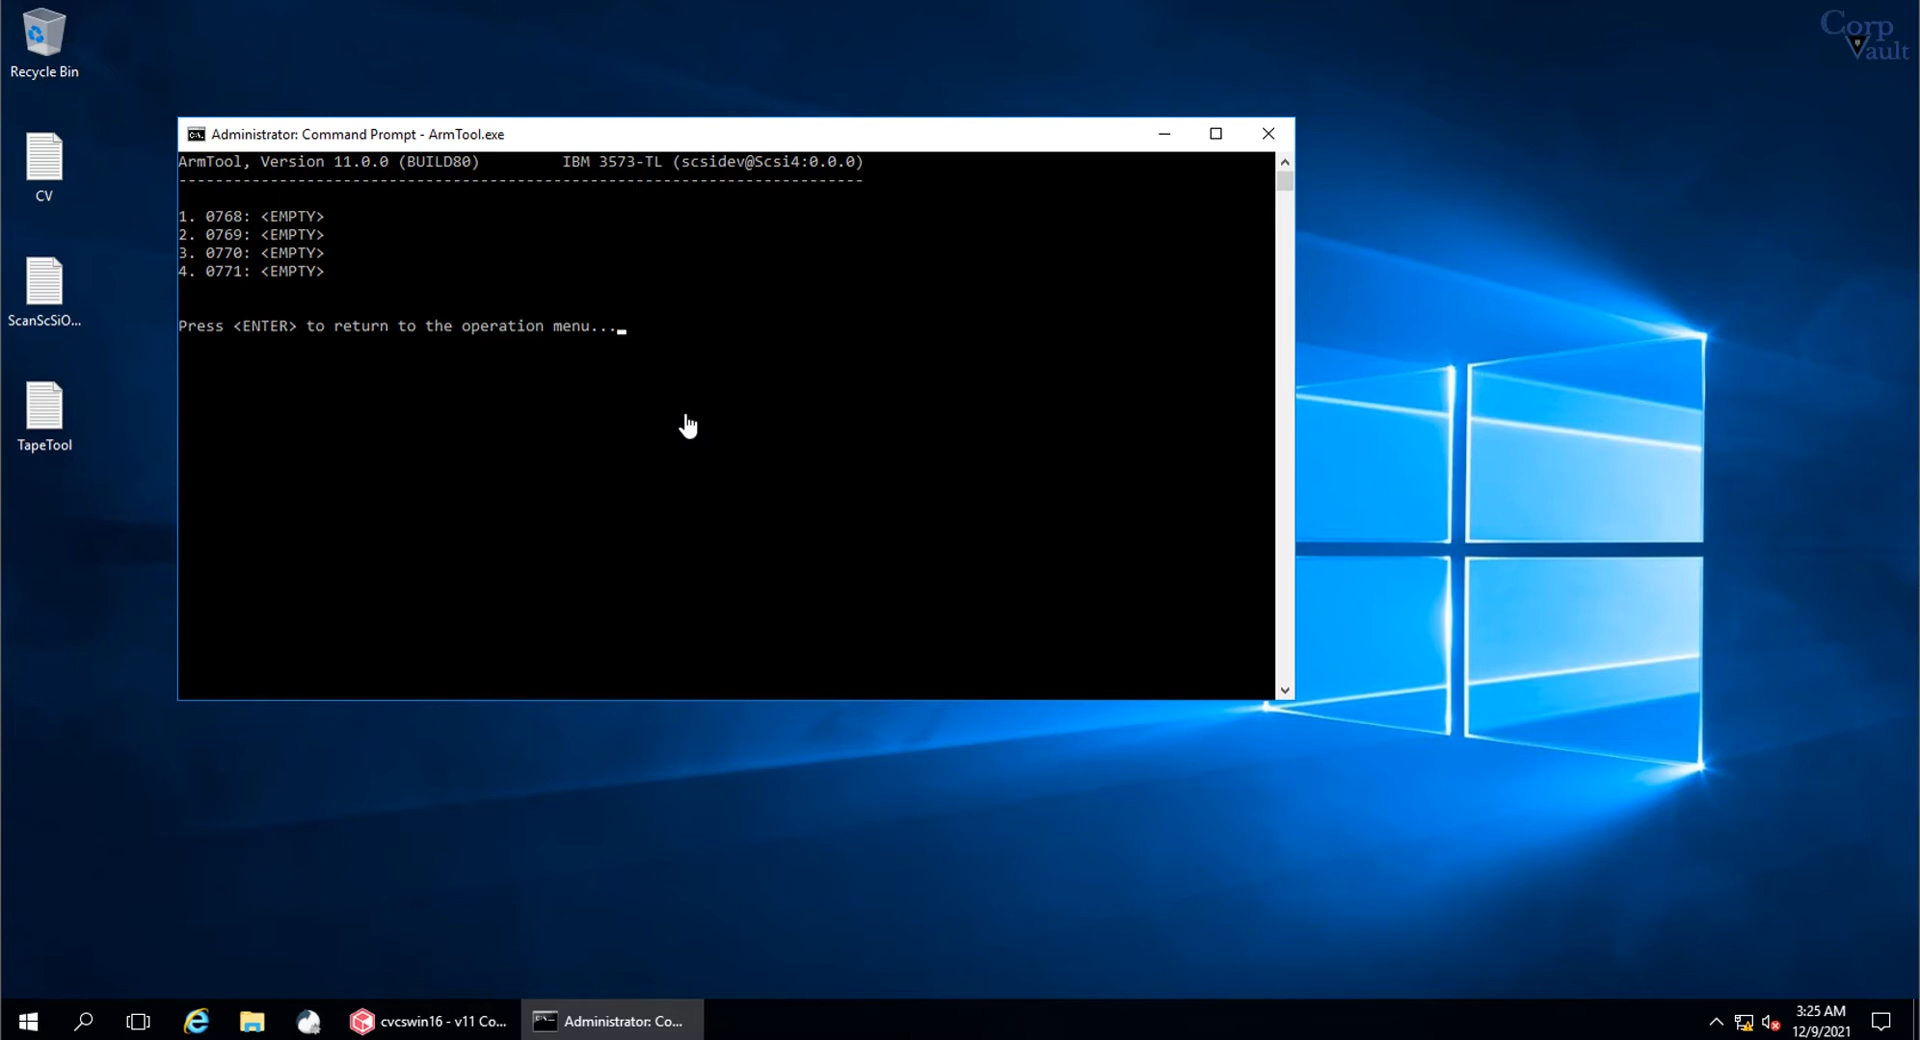 Corp
Vault
Recycle Bin
CV
ScanScSiO...
TapeTool
Administrator: Command Prompt - ArmTool.exe
ArmTool, Version 11.0.0 (BUILD80) IBM 3573-TL (scsidev@Scsi4:0.0.0)
---------------------------------------------------------------------------
1. 0768: <EMPTY>
2. 0769: <EMPTY>
3. 0770: <EMPTY>
4. 0771: <EMPTY>
Press <ENTER> to return to the operation menu..._
cvcswin16 - v11 Co...
Administrator: Co...
3:25 AM
12/9/2021